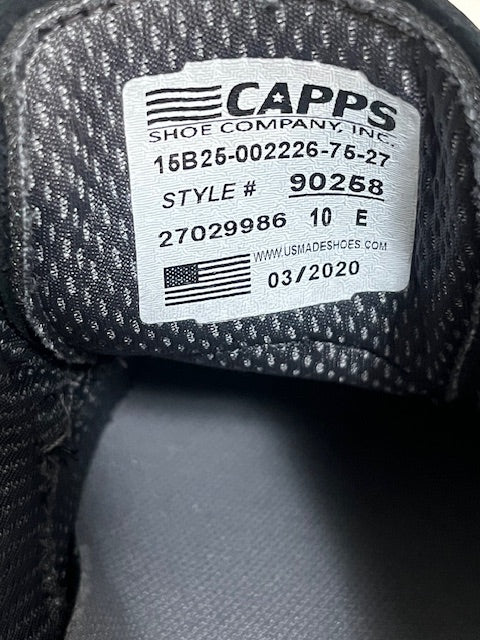 CAPPS
SHOE COMPANY, INC.
15B25-002226-75-27
STYLE # 90258
27029986 10 E
WWW.USMADESHOES.COM
03/2020